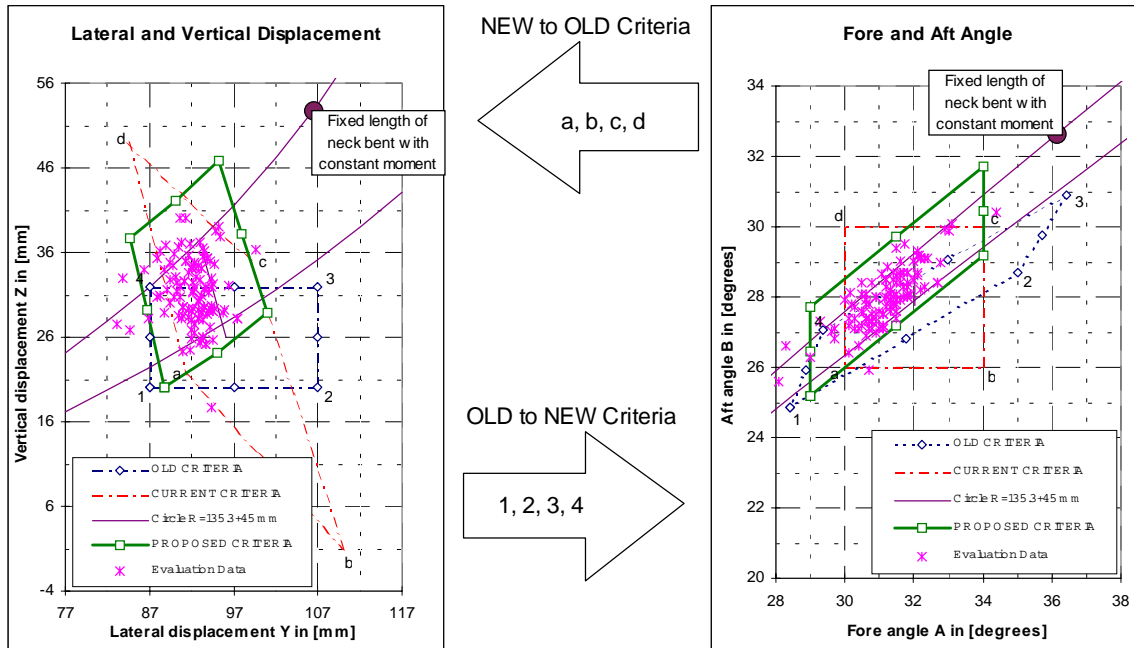 Lateral and Vertical Displacement
56
46
36
26
16
6
-4
77
87
97
107
117
Vertical displacement Z in [mm]
Lateral displacement Y in [mm]
Fixed length of
neck bent with
constant moment
d
c
4
3
a
1
2
b
OLD CRITERIA
CURRENT CRITERIA
Circle R=135.3+45 mm
PROPOSED CRITERIA
Evaluation Data
NEW to OLD Criteria
a, b, c, d
OLD to NEW Criteria
1, 2, 3, 4
Fore and Aft Angle
34
32
30
28
26
24
22
20
28
30
32
34
36
38
Aft angle B in [degrees]
Fore angle A in [degrees]
Fixed length of
neck bent with
constant moment
3
d
c
2
4
a
b
1
OLD CRITERIA
CURRENT CRITERIA
Circle R=135.3+45 mm
PROPOSED CRITERIA
Evaluation Data